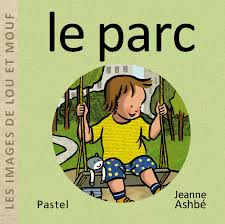 LES IMAGES DE LOU ET MOUF
le parc
Pastel
Jeanne
Ashbé